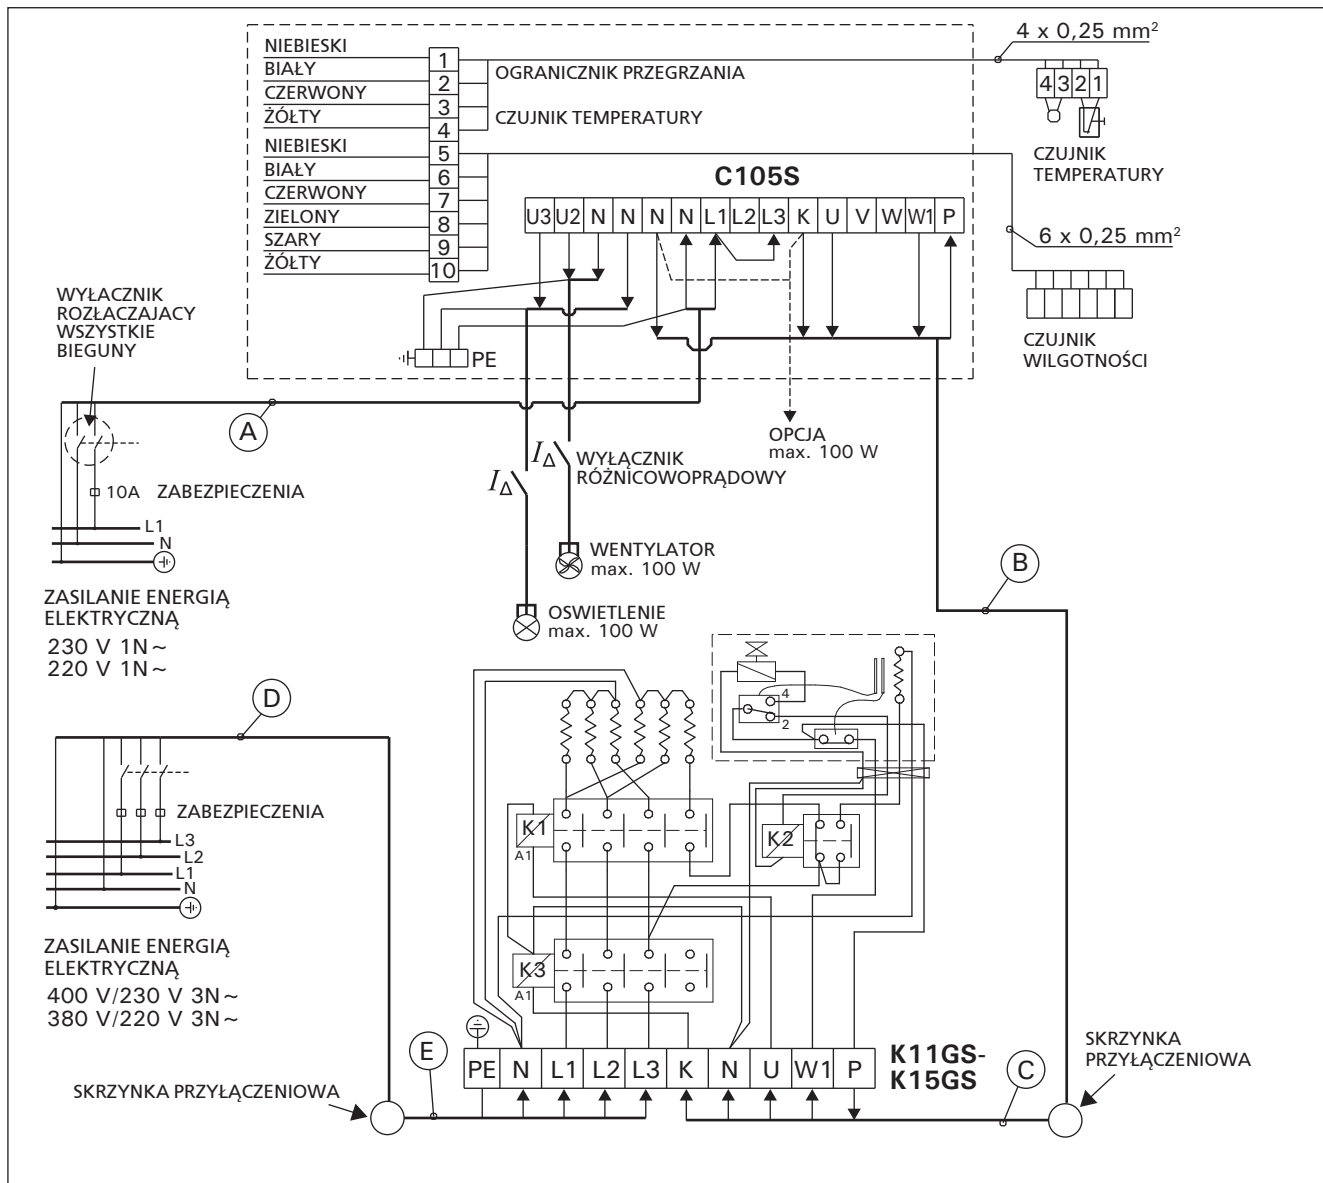 4 x 0,25 mm²
NIEBIESKI 1
BIAŁY 2
CZERWONY 3
ŻÓŁTY 4
NIEBIESKI 5
BIAŁY 6
CZERWONY 7
ZIELONY 8
SZARY 9
ŻÓŁTY 10
OGRANICZNIK PRZEGRZANIA
CZUJNIK TEMPERATURY
4 3 2 1
CZUJNIK
TEMPERATURY
C105S
U3 U2 N N N N L1 L2 L3 K U V W W1 P
6 x 0,25 mm²
CZUJNIK
WILGOTNOŚCI
WYŁACZNIK
ROZŁACZAJACY
WSZYSTKIE
BIEGUNY
PE
A
OPCJA
max. 100 W
I∆
WYŁĄCZNIK
RÓŻNICOWOPRĄDOWY
I∆
10A ZABEZPIECZENIA
L1
N
WENTYLATOR
max. 100 W
B
ZASILANIE ENERGIĄ
ELEKTRYCZNĄ
230 V 1N~
220 V 1N~
OSWIETLENIE
max. 100 W
D
4
2
ZABEZPIECZENIA
L3
L2
L1
N
K1
A1
K2
ZASILANIE ENERGIĄ
ELEKTRYCZNĄ
400 V/230 V 3N~
380 V/220 V 3N~
K3
A1
E
PE N L1 L2 L3 K N U W1 P
K11GS-
K15GS
C
SKRZYNKA
PRZYŁĄCZENIOWA
SKRZYNKA PRZYŁĄCZENIOWA